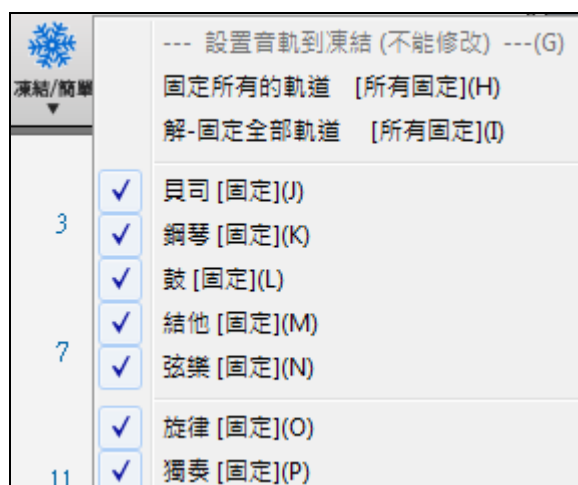 凍結/簡單
▼
--- 設置音軌到凍結 (不能修改) ---(G)
固定所有的軌道 [所有固定](H)
解-固定全部軌道 [所有固定](I)
3
✓ 貝司 [固定](J)
✓ 鋼琴 [固定](K)
✓ 鼓 [固定](L)
7
✓ 結他 [固定](M)
✓ 弦樂 [固定](N)
✓ 旋律 [固定](O)
11
✓ 獨奏 [固定](P)